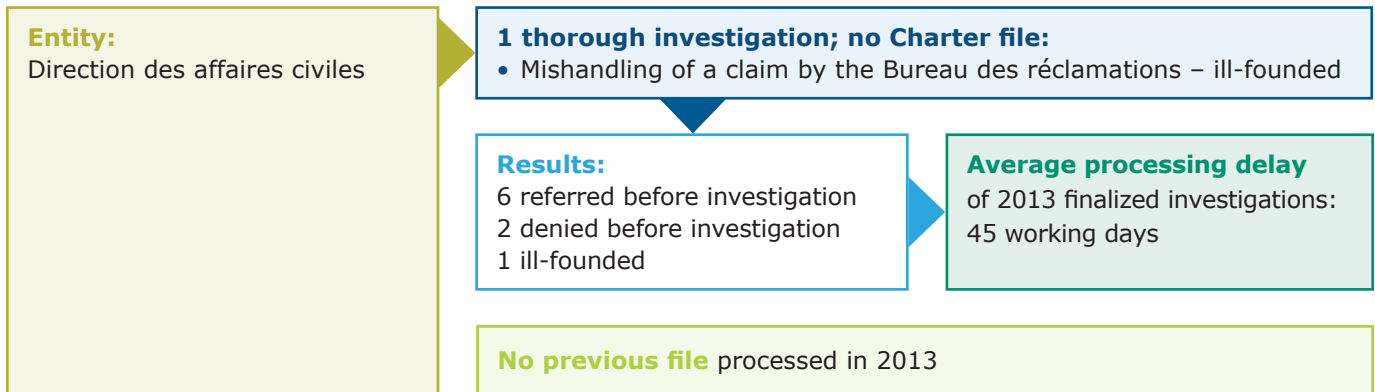 Entity:
Direction des affaires civiles
1 thorough investigation; no Charter file:
• Mishandling of a claim by the Bureau des réclamations – ill-founded
Results:
6 referred before investigation
2 denied before investigation
1 ill-founded
Average processing delay
of 2013 finalized investigations:
45 working days
No previous file processed in 2013